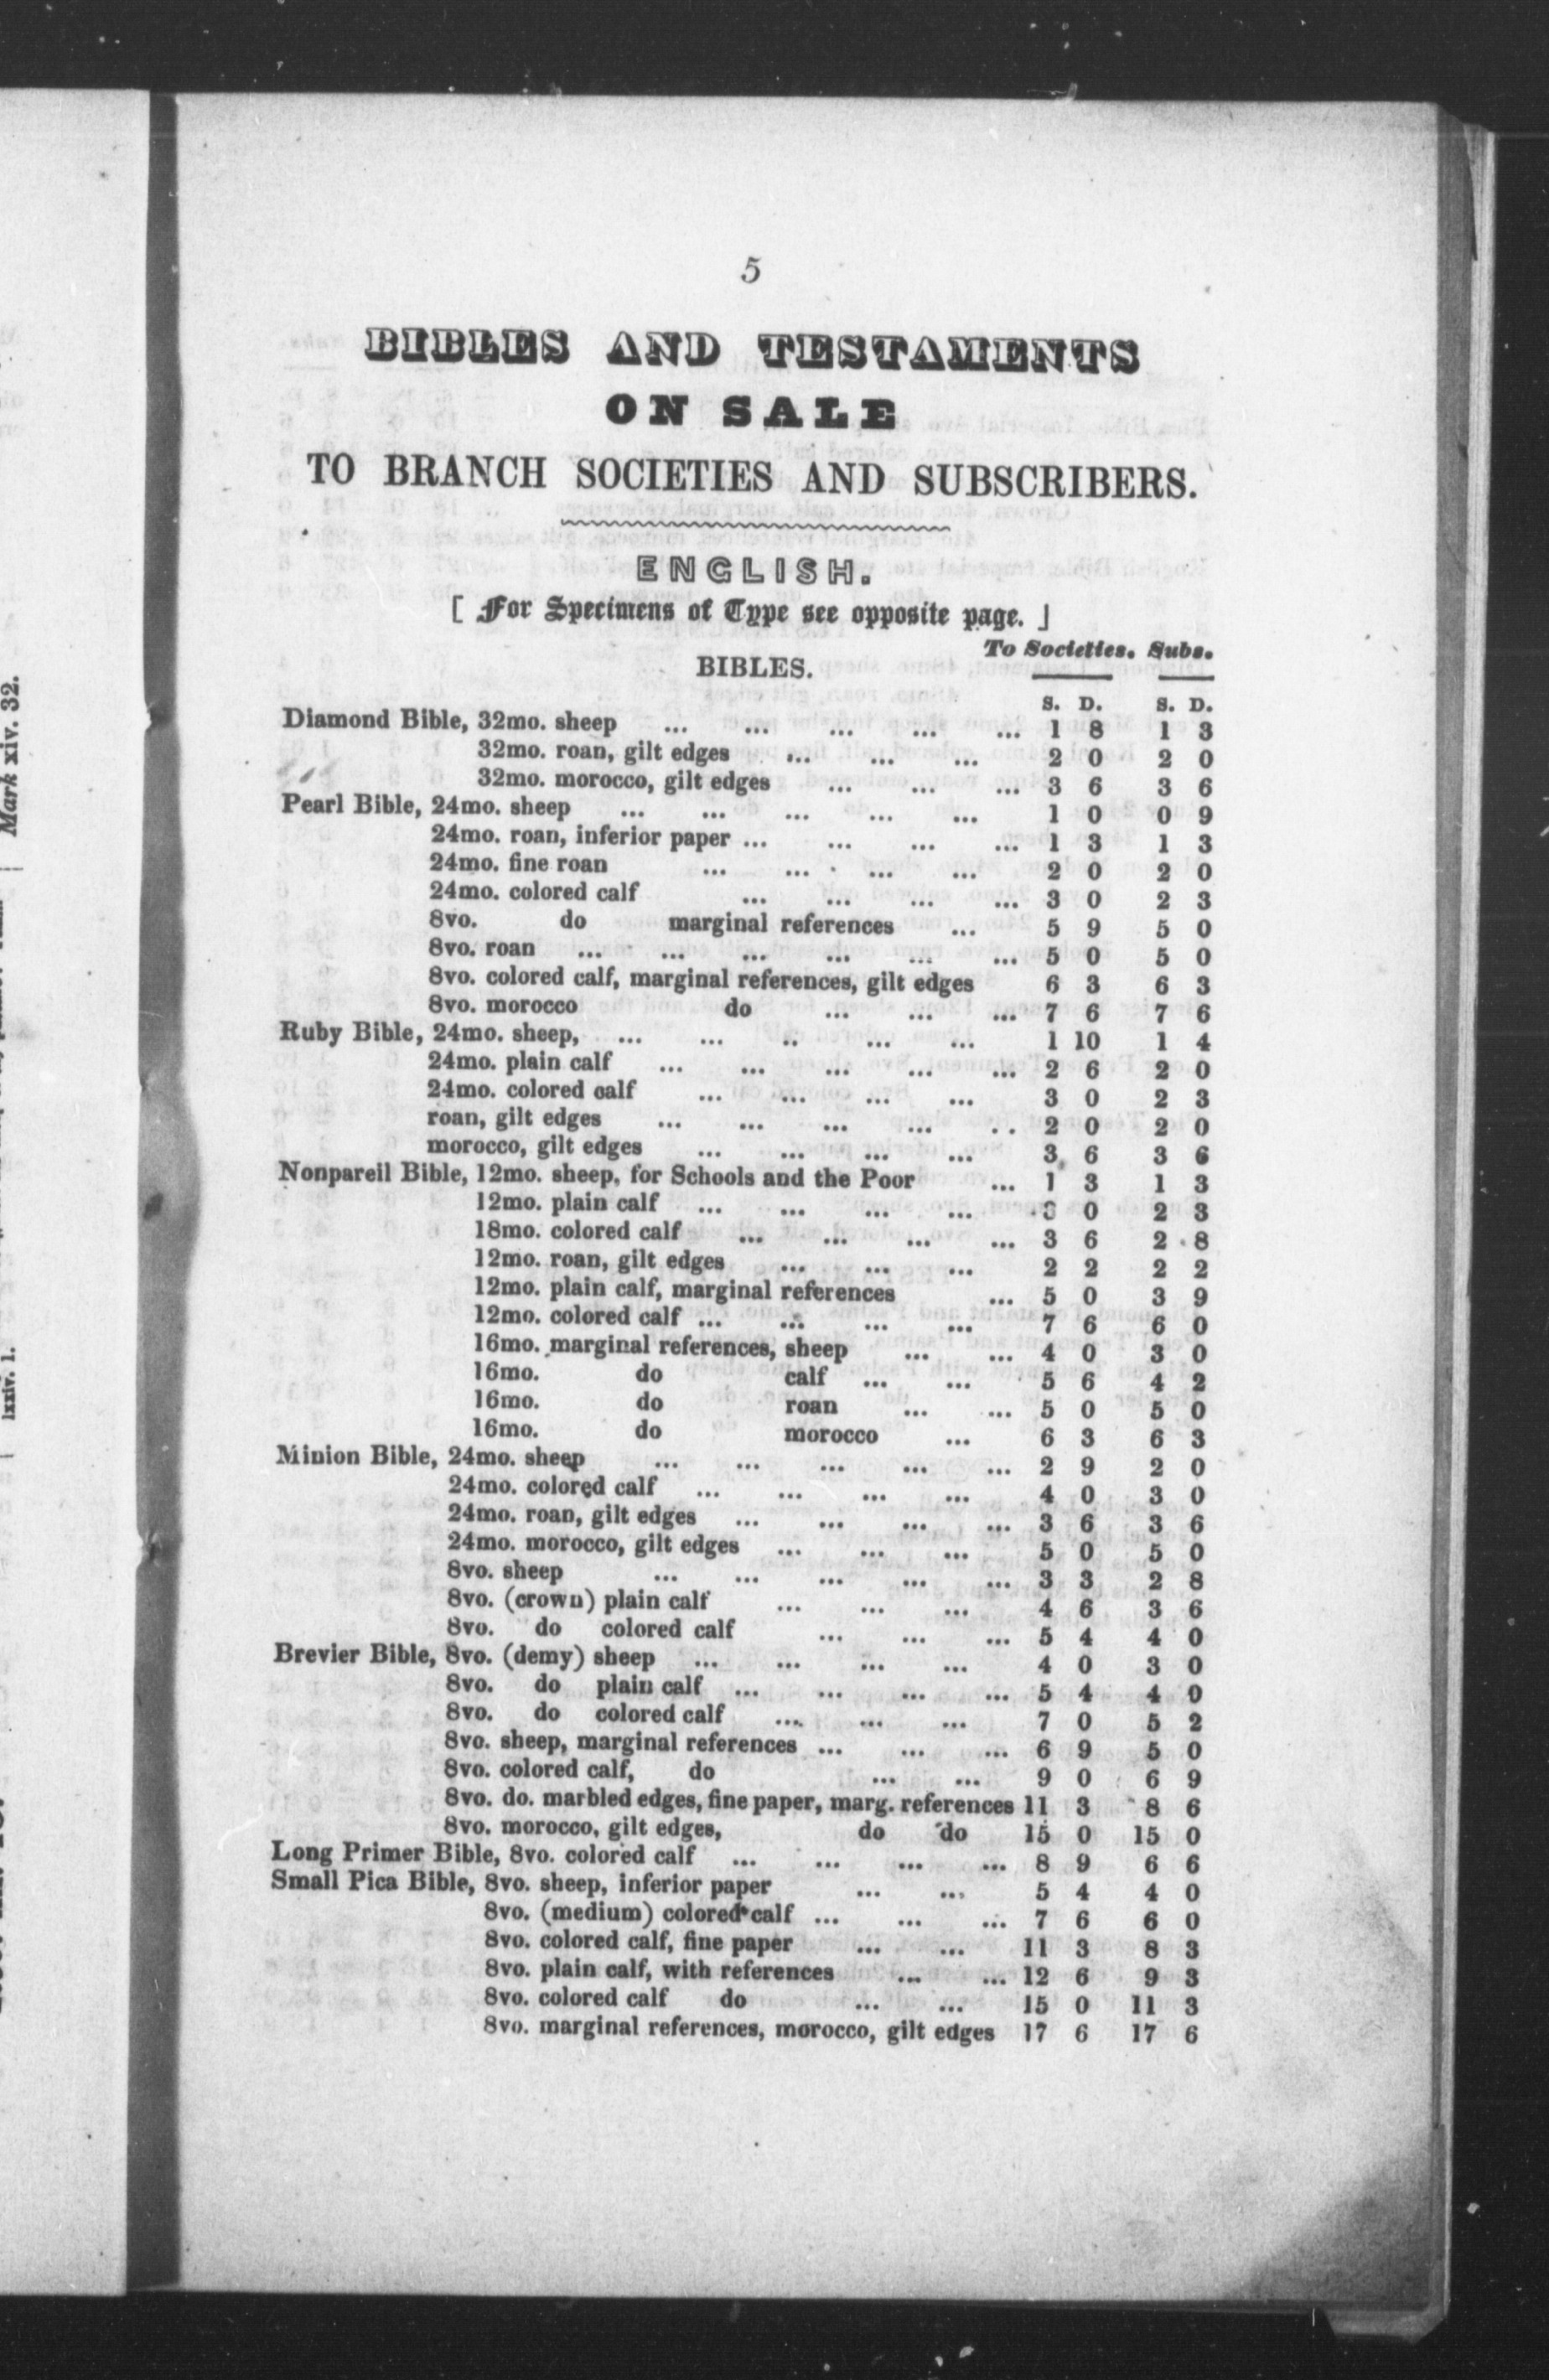 5
BIBLES AND TESTAMENTS
ON SALE
TO BRANCH SOCIETIES AND SUBSCRIBERS.
ENGLISH.
[ For Specimens of Type see opposite page. ]
To Societies. Subs.
BIBLES.
S. D. S. D.
Diamond Bible, 32mo. sheep ... ... ... ... ... 1 8 1 3
32mo. roan, gilt edges ... ... ... 2 0 2 0
32mo. morocco, gilt edges ... ... ... 3 6 3 6
Pearl Bible, 24mo. sheep ... ... ... ... ... 1 0 0 9
24mo. roan, inferior paper ... ... ... ... 1 3 1 3
24mo. fine roan ... ... ... ... 2 0 2 0
24mo. colored calf ... ... ... ... 3 0 2 3
8vo. do marginal references ... 5 9 5 0
8vo. roan ... ... ... ... ... ... 5 0 5 0
8vo. colored calf, marginal references, gilt edges 6 3 6 3
8vo. morocco do ... ... ... 7 6 7 6
Ruby Bible, 24mo. sheep, ... ... .. ... ... 1 10 1 4
24mo. plain calf ... ... ... ... ... 2 6 2 0
24mo. colored calf ... ... ... ... 3 0 2 3
roan, gilt edges ... ... ... ... .. 2 0 2 0
morocco, gilt edges ... ... ... ... 3 6 3 6
Nonpareil Bible, 12mo. sheep, for Schools and the Poor ... 1 3 1 3
12mo. plain calf ... ... ... ... 3 0 2 3
18mo. colored calf ... ... ... ... 3 6 2 8
12mo. roan, gilt edges ... ... ... 2 2 2 2
12mo. plain calf, marginal references ... 5 0 3 9
12mo. colored calf ... ... ... ... 7 6 6 0
16mo. marginal references, sheep ... ... 4 0 3 0
16mo. do calf ... ... 5 6 4 2
16mo. do roan ... ... 5 0 5 0
16mo. do morocco ... 6 3 6 3
Minion Bible, 24mo. sheep ... ... ... ... ... 2 9 2 0
24mo. colored calf ... ... ... ... 4 0 3 0
24mo. roan, gilt edges ... ... ... ... 3 6 3 6
24mo. morocco, gilt edges ... ... ... 5 0 5 0
8vo. sheep ... ... ... ... ... 3 3 2 8
8vo. (crown) plain calf ... ... ... 4 6 3 6
8vo. do colored calf ... ... ... 5 4 4 0
Brevier Bible, 8vo. (demy) sheep ... ... ... ... 4 0 3 0
8vo. do plain calf ... ... ... ... 5 4 4 0
8vo. do colored calf ... ... ... 7 0 5 2
8vo. sheep, marginal references ... ... ... 6 9 5 0
8vo. colored calf, do ... ... 9 0 6 9
8vo. do. marbled edges, fine paper, marg. references 11 3 8 6
8vo. morocco, gilt edges, do do 15 0 15 0
Long Primer Bible, 8vo. colored calf ... ... ... ... 8 9 6 6
Small Pica Bible, 8vo. sheep, inferior paper ... ... 5 4 4 0
8vo. (medium) colored calf ... ... ... 7 6 6 0
8vo. colored calf, fine paper ... ... 11 3 8 3
8vo. plain calf, with references ... ... 12 6 9 3
8vo. colored calf do ... ... 15 0 11 3
8vo. marginal references, morocco, gilt edges 17 6 17 6
Mark xiv. 32.
lxxiv. 1.